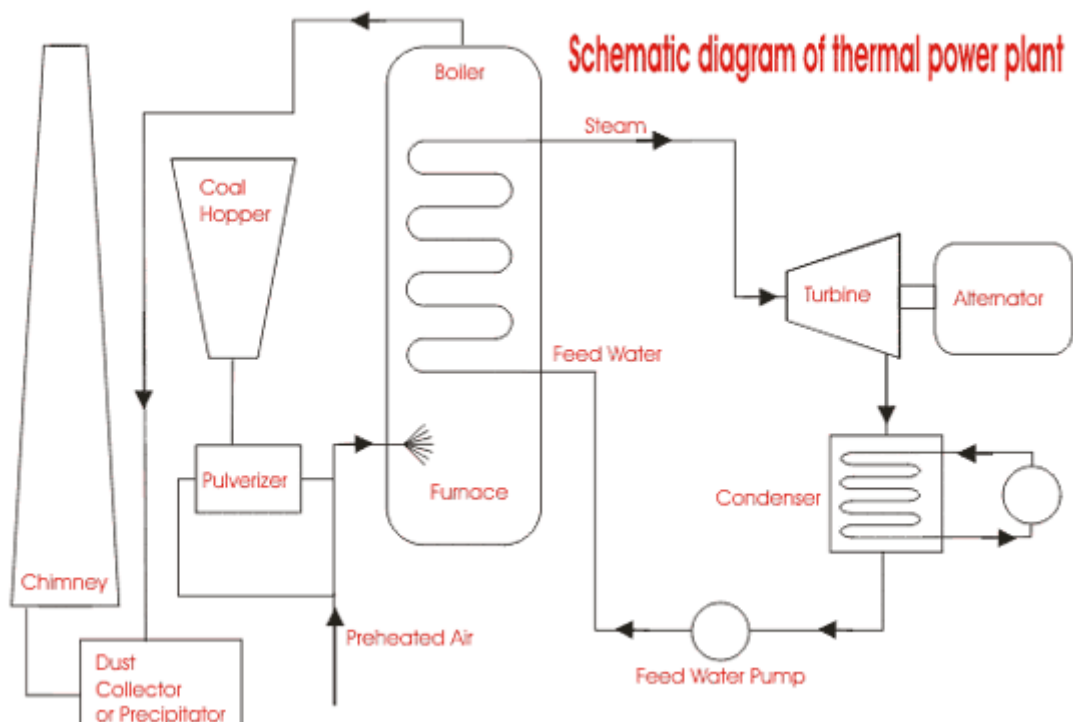 Schematic diagram of thermal power plant
Boiler
Steam
Coal
Hopper
Turbine
Alternator
Feed Water
Pulverizer
Furnace
Condenser
Chimney
Preheated Air
Feed Water Pump
Dust
Collector
or Precipitator